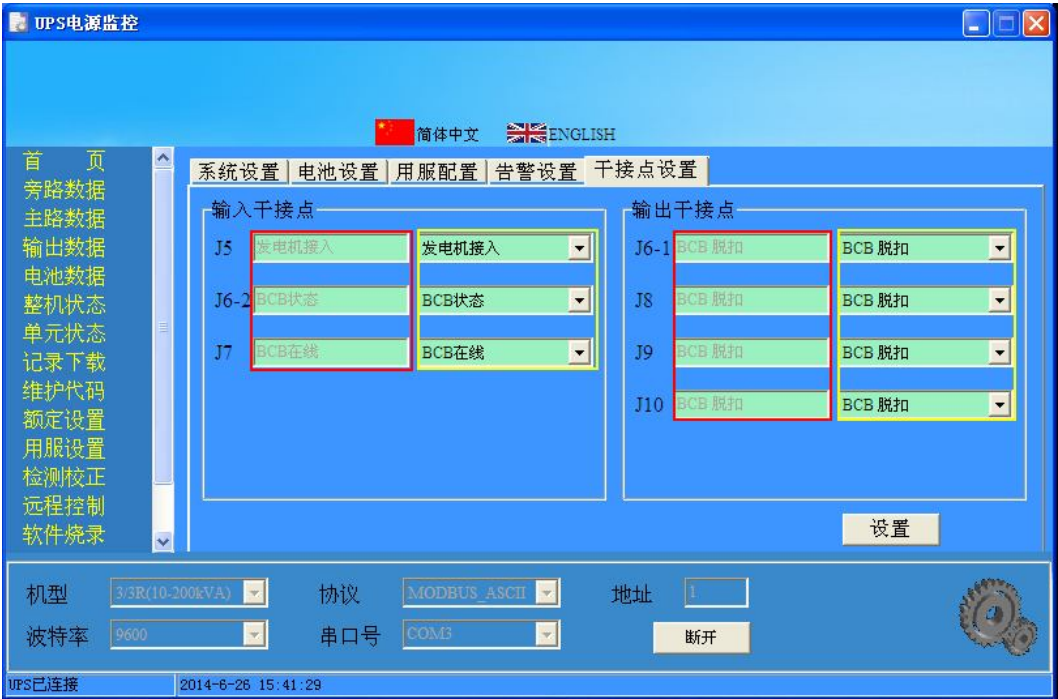 UPS电源监控
简体中文 ENGLISH
首 页
旁路数据
主路数据
输出数据
电池数据
整机状态
单元状态
记录下载
维护代码
额定设置
用服设置
检测校正
远程控制
软件烧录
系统设置 电池设置 用服配置 告警设置 干接点设置
输入干接点
J5 发电机接入 发电机接入
J6-2 BCB状态 BCB状态
J7 BCB在线 BCB在线
输出干接点
J6-1 BCB 脱扣 BCB 脱扣
J8 BCB 脱扣 BCB 脱扣
J9 BCB 脱扣 BCB 脱扣
J10 BCB 脱扣 BCB 脱扣
设置
机型 3/3R(10-200kVA) 协议 MODBUS_ASCII 地址 1
波特率 9600 串口号 COM3 断开
UPS已连接 2014-6-26 15:41:29